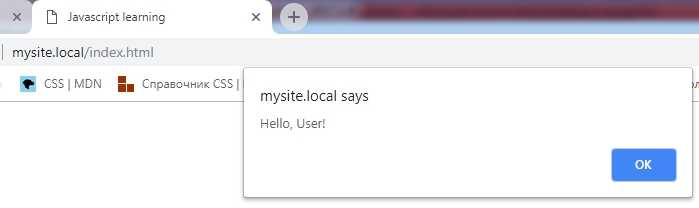 Javascript learning
mysite.local/index.html
CSS | MDN
Справочник CSS |
mysite.local says
Hello, User!
OK